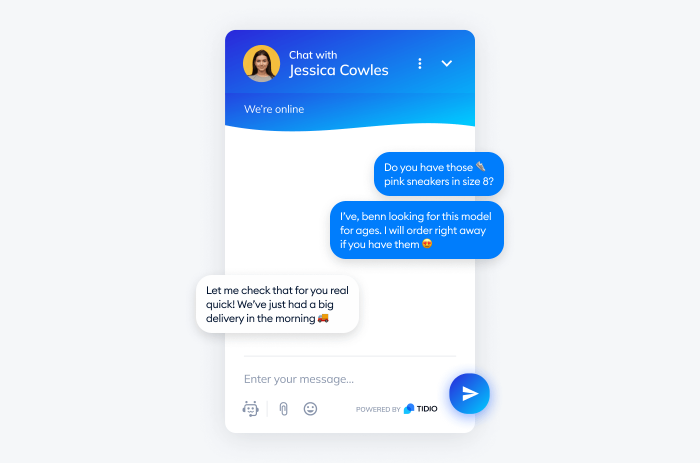 Chat with
Jessica Cowles
We're online
Do you have those 👟
pink sneakers in size 8?
I've, benn looking for this model
for ages. I will order right away
if you have them 😍
Let me check that for you real
quick! We've just had a big
delivery in the morning 🚚
Enter your message...
POWERED BY TIDIO